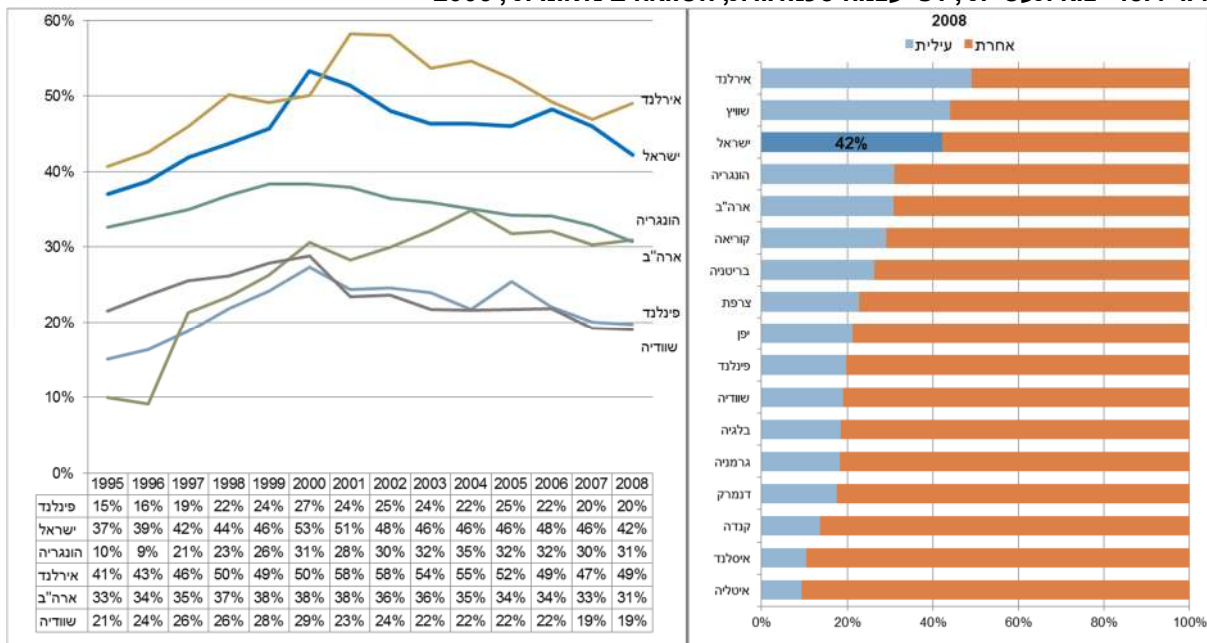 2008
עילית אחרת
60%
50%
40%
30%
20%
10%
0%
אירלנד
ישראל
הונגריה
ארה"ב
פינלנד
שוודיה
1995 1996 1997 1998 1999 2000 2001 2002 2003 2004 2005 2006 2007 2008
פינלנד 15% 16% 19% 22% 24% 27% 24% 25% 24% 22% 25% 22% 20% 20%
ישראל 37% 39% 42% 44% 46% 53% 51% 48% 46% 46% 46% 48% 46% 42%
הונגריה 10% 9% 21% 23% 26% 31% 28% 30% 32% 35% 32% 32% 30% 31%
אירלנד 41% 43% 46% 50% 49% 50% 58% 58% 54% 55% 52% 49% 47% 49%
ארה"ב 33% 34% 35% 37% 38% 38% 38% 36% 36% 35% 34% 34% 33% 31%
שוודיה 21% 24% 26% 26% 28% 29% 23% 24% 22% 22% 22% 22% 19% 19%
אירלנד
שוויץ
ישראל 42%
הונגריה
ארה"ב
קוריאה
בריטניה
צרפת
יפן
פינלנד
שוודיה
בלגיה
גרמניה
דנמרק
קנדה
איסלנד
איטליה
0% 20% 40% 60% 80% 100%